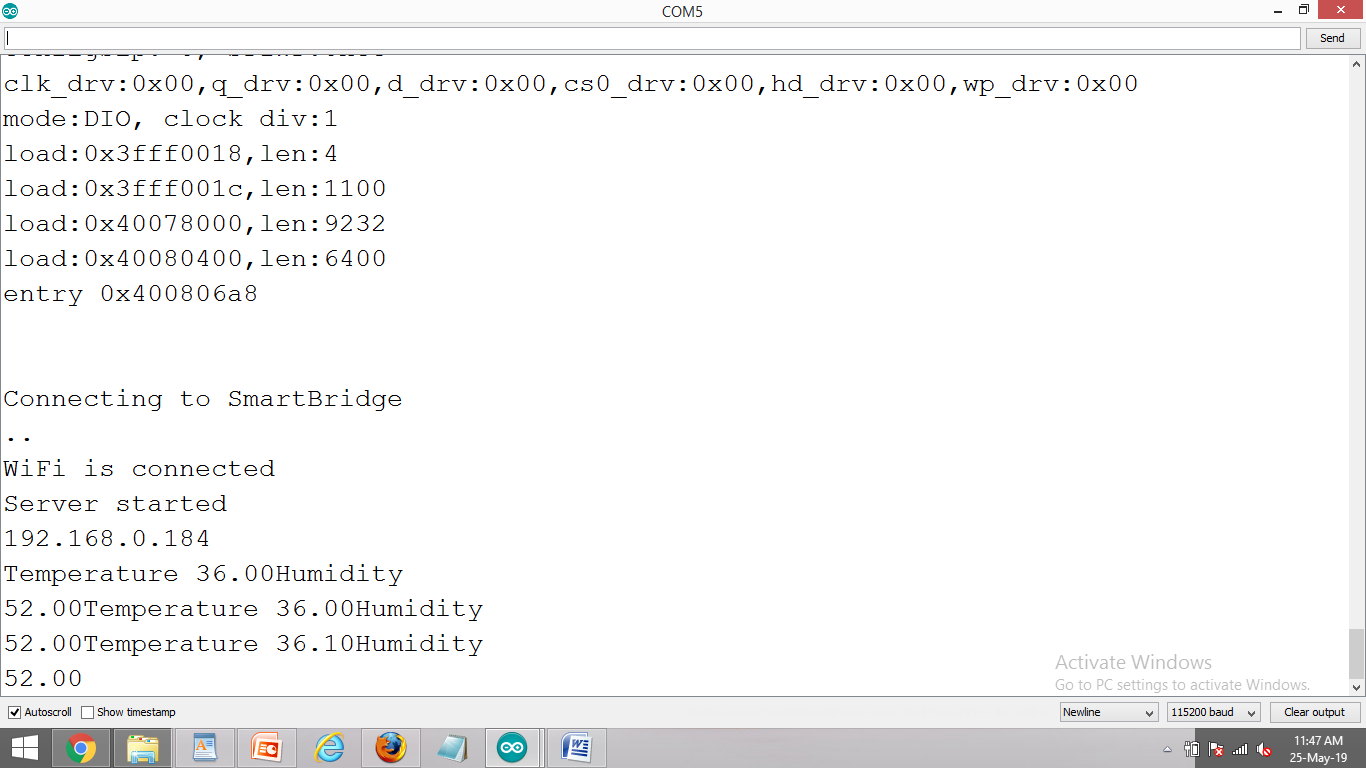 COM5
Send
clk_drv:0x00,q_drv:0x00,d_drv:0x00,cs0_drv:0x00,hd_drv:0x00,wp_drv:0x00
mode:DIO, clock div:1
load:0x3fff0018,len:4
load:0x3fff001c,len:1100
load:0x40078000,len:9232
load:0x40080400,len:6400
entry 0x400806a8
Connecting to SmartBridge
..
WiFi is connected
Server started
192.168.0.184
Temperature 36.00Humidity
52.00Temperature 36.00Humidity
52.00Temperature 36.10Humidity
52.00
Activate Windows
Go to PC settings to activate Windows.
Autoscroll Show timestamp Newline 115200 baud Clear output
11:47 AM
25-May-19